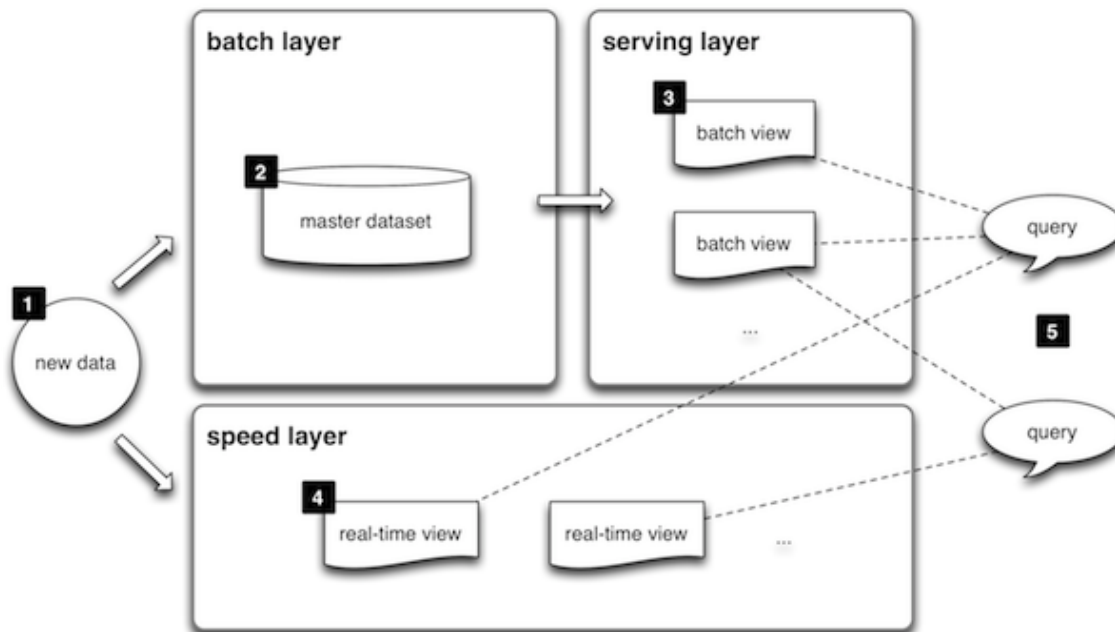 batch layer
serving layer
3
batch view
2
master dataset
batch view
query
1
new data
...
5
speed layer
query
4
real-time view
real-time view
...